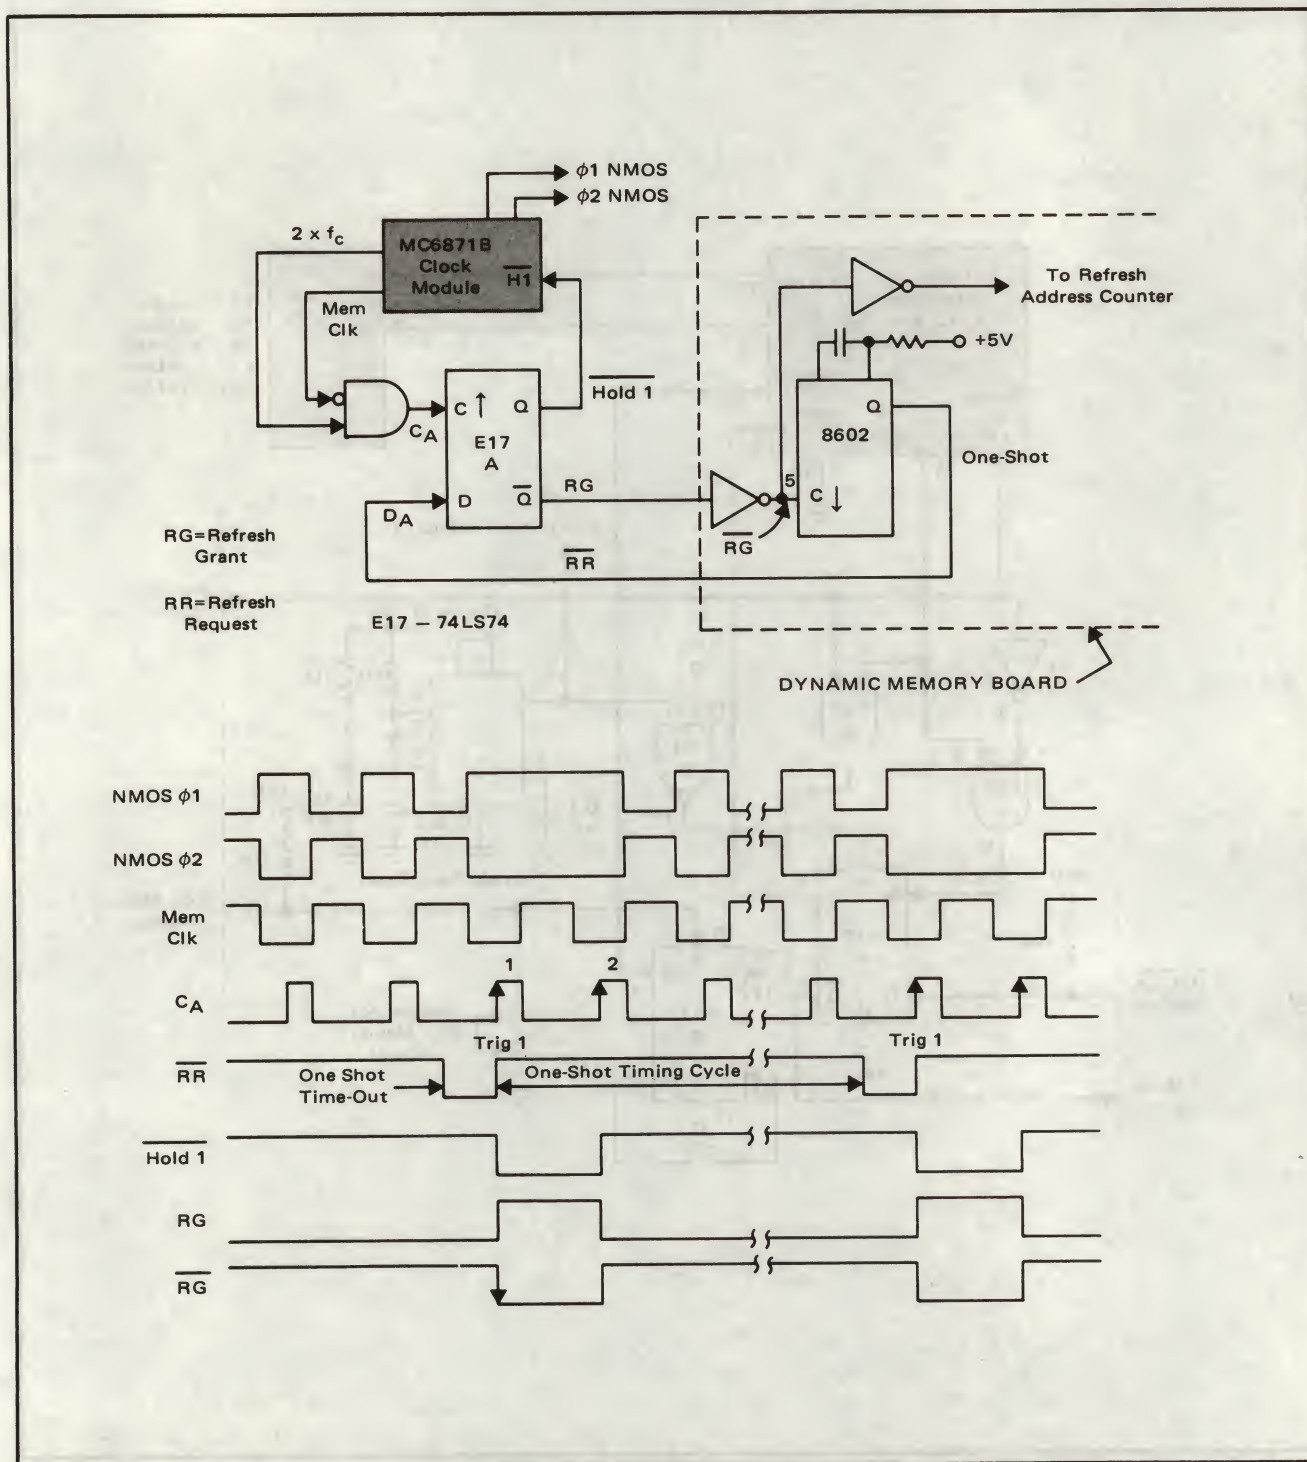 φ1 NMOS
φ2 NMOS
2 x fc
MC6871B
Clock
Module
H1
Mem
Clk
To Refresh
Address Counter
+5V
C ↑ Q
Hold 1
Q
8602
CA
E17
A
One-Shot
RG
5
C ↓
D Q
DA
RG
RG=Refresh
Grant
RR
RR=Refresh
Request
E17 – 74LS74
DYNAMIC MEMORY BOARD
NMOS φ1
NMOS φ2
Mem
Clk
1 2
CA
Trig 1 Trig 1
RR
One Shot
Time-Out
One-Shot Timing Cycle
Hold 1
RG
RG